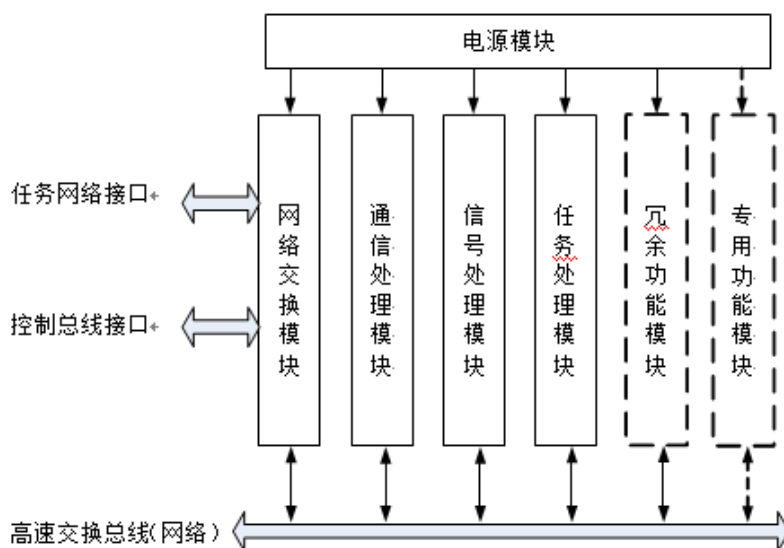 电源模块
任务网络接口
控制总线接口
网络交换模块
通信处理模块
信号处理模块
任务处理模块
冗余功能模块
专用功能模块
高速交换总线(网络)